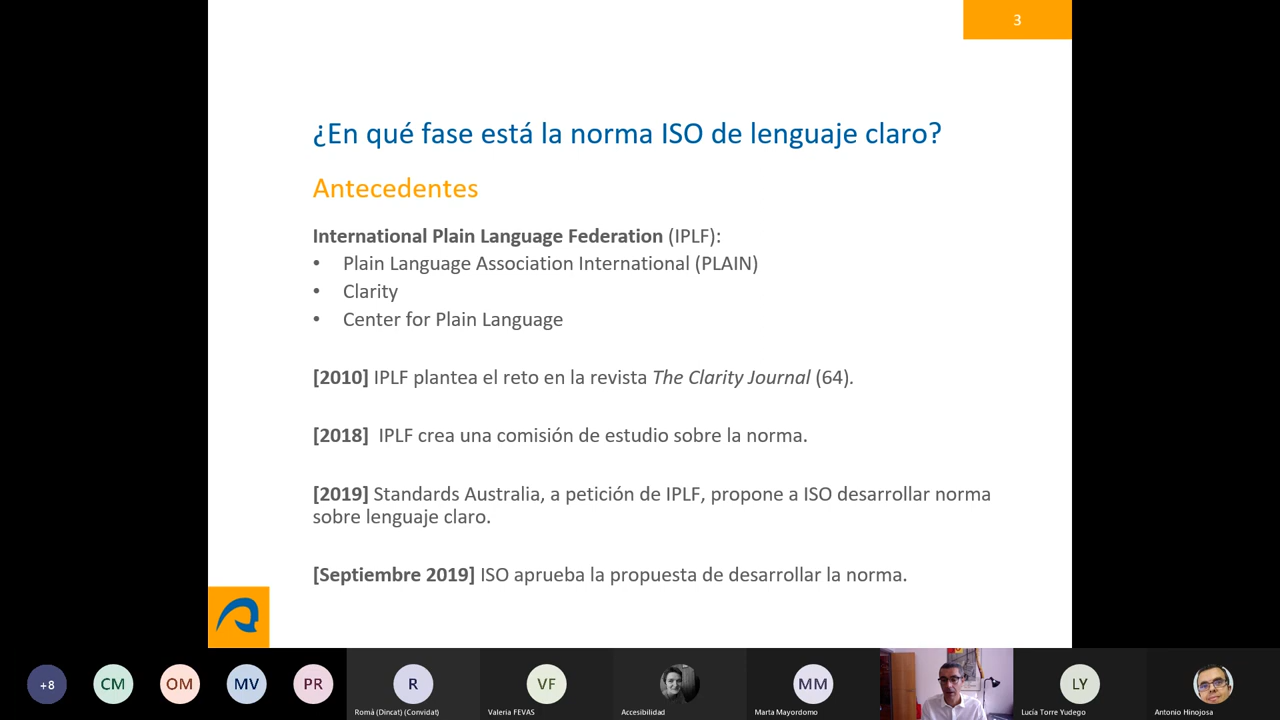 3
¿En qué fase está la norma ISO de lenguaje claro?
Antecedentes
International Plain Language Federation (IPLF):
• Plain Language Association International (PLAIN)
• Clarity
• Center for Plain Language
[2010] IPLF plantea el reto en la revista The Clarity Journal (64).
[2018] IPLF crea una comisión de estudio sobre la norma.
[2019] Standards Australia, a petición de IPLF, propone a ISO desarrollar norma
sobre lenguaje claro.
[Septiembre 2019] ISO aprueba la propuesta de desarrollar la norma.
+8 CM OM MV PR R VF MM LY
Romá (Dincat) (Convidat) Valeria FEVAS Accesibilidad Marta Mayordomo Lucía Torre Yudego Antonio Hinojosa